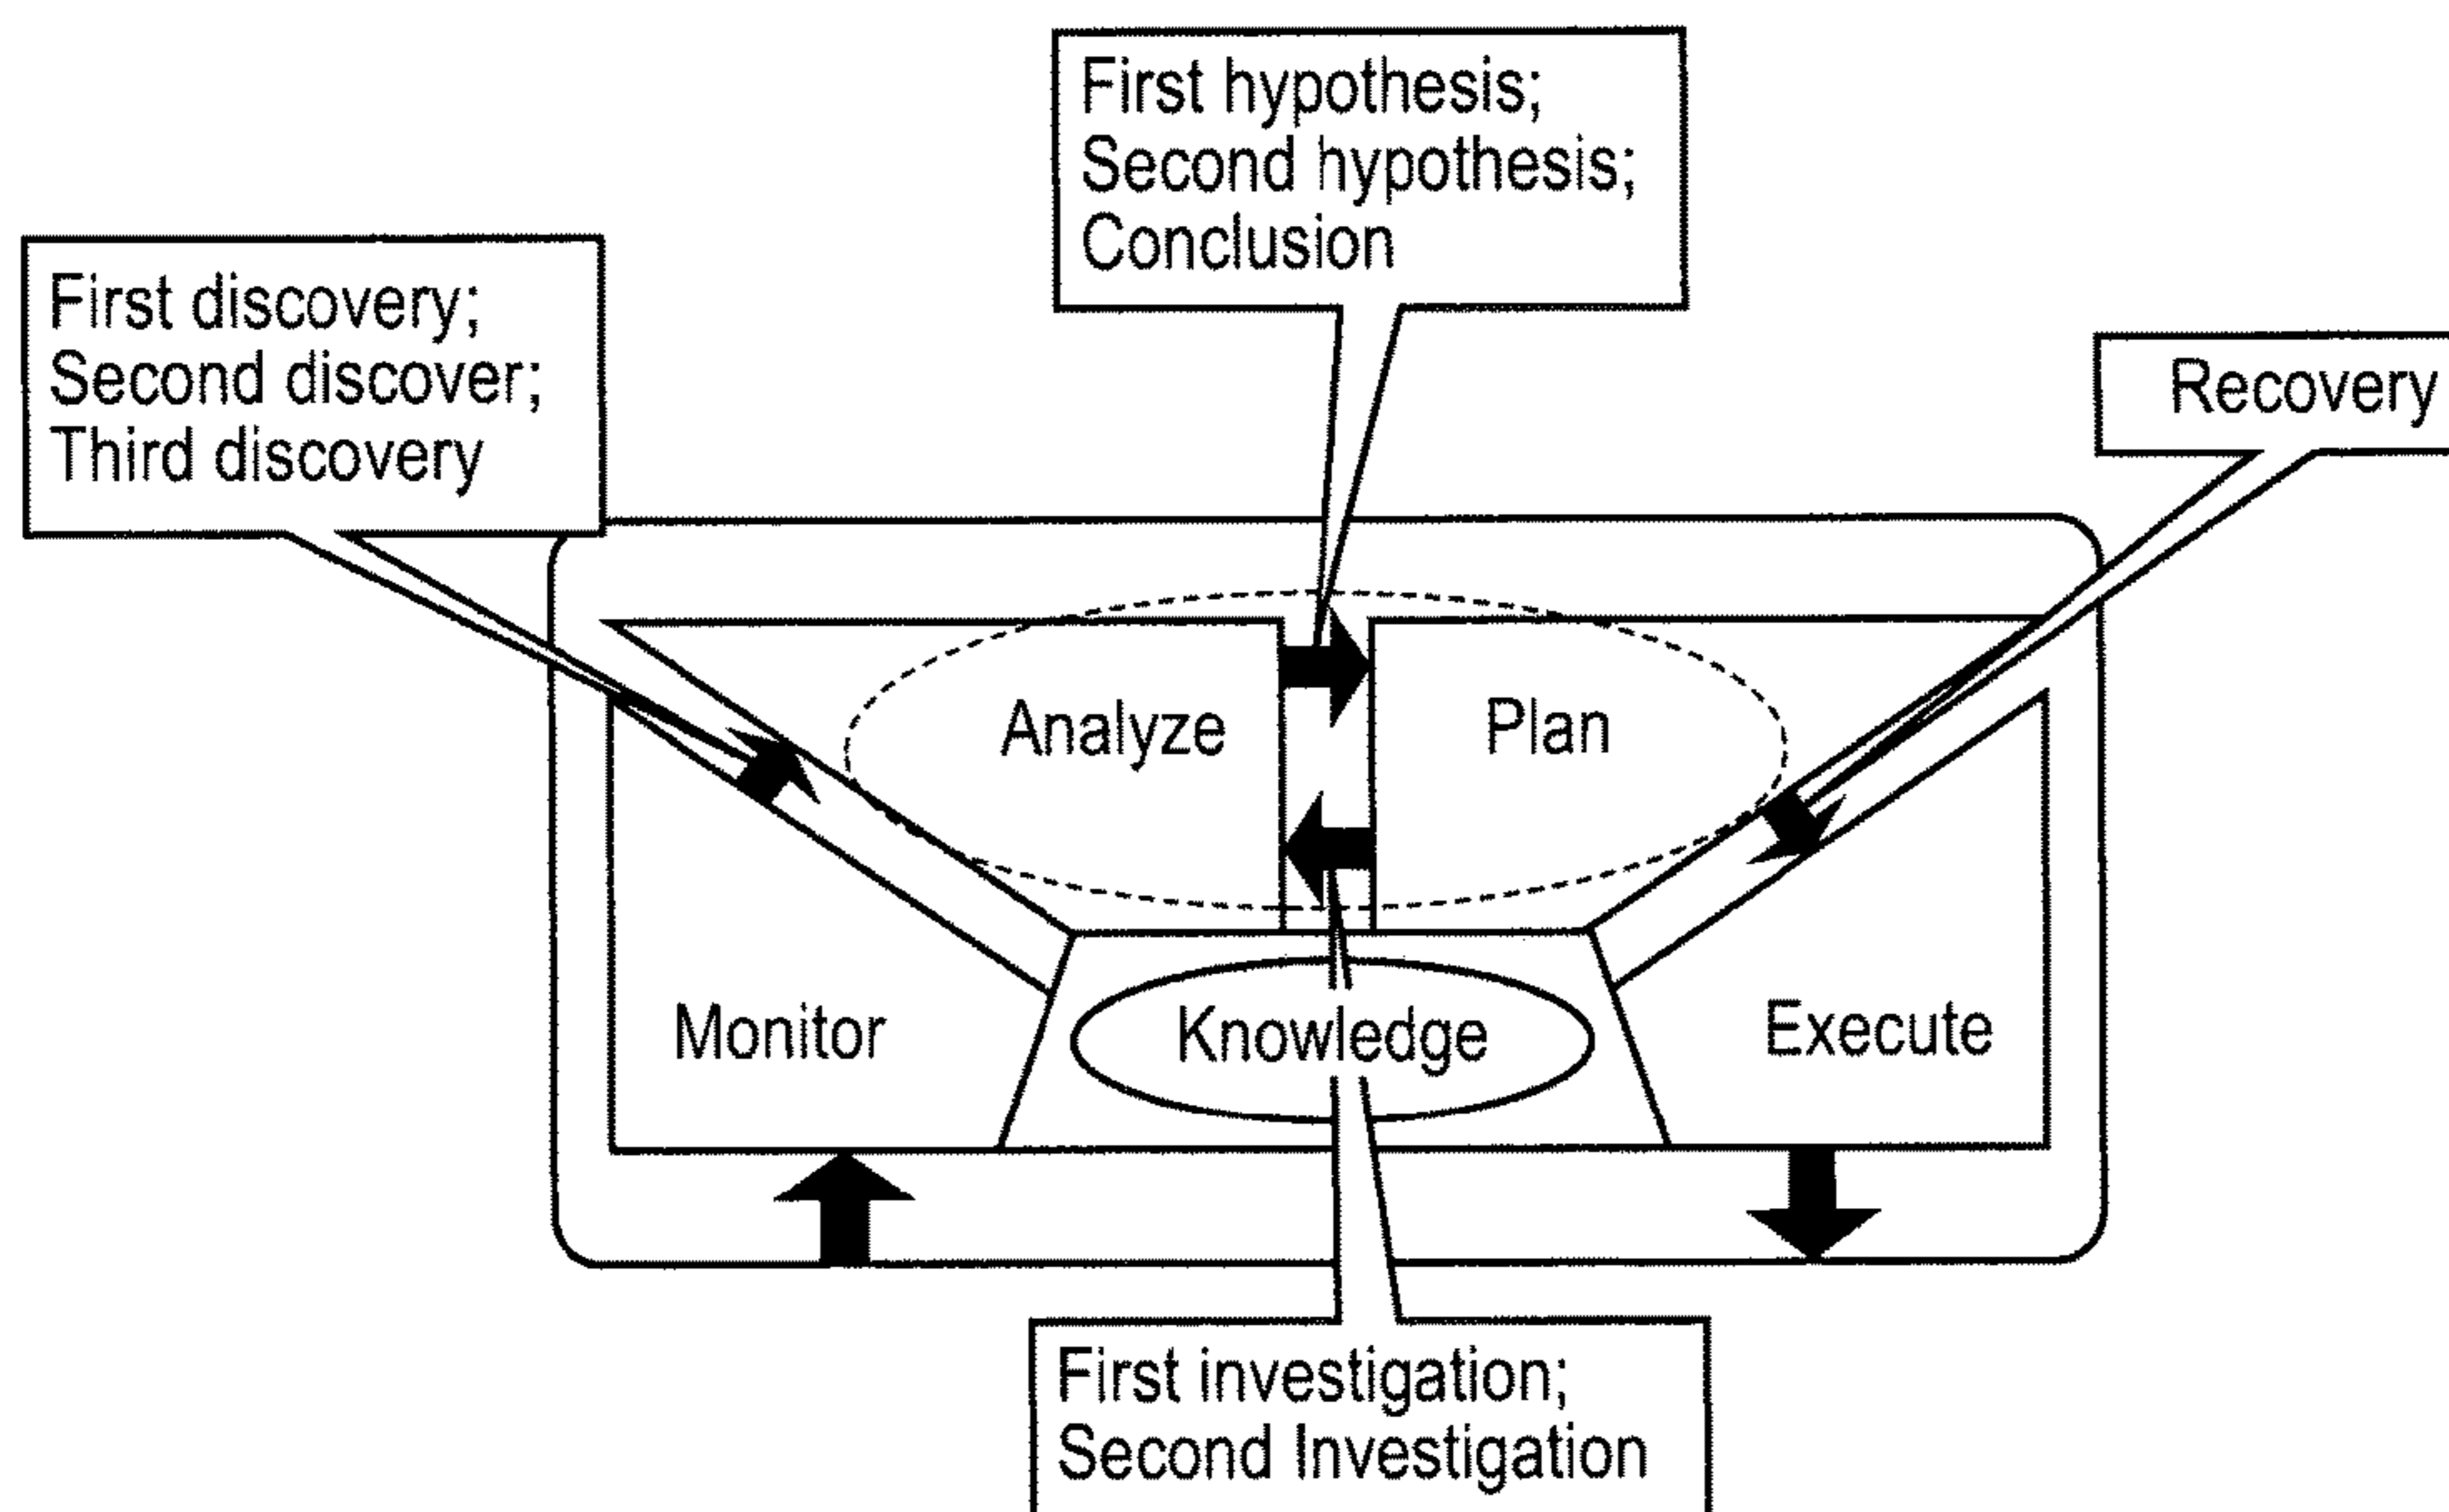 First hypothesis;
Second hypothesis;
Conclusion
First discovery;
Second discover;
Third discovery
Recovery
Analyze
Plan
Monitor
Knowledge
Execute
First investigation;
Second Investigation